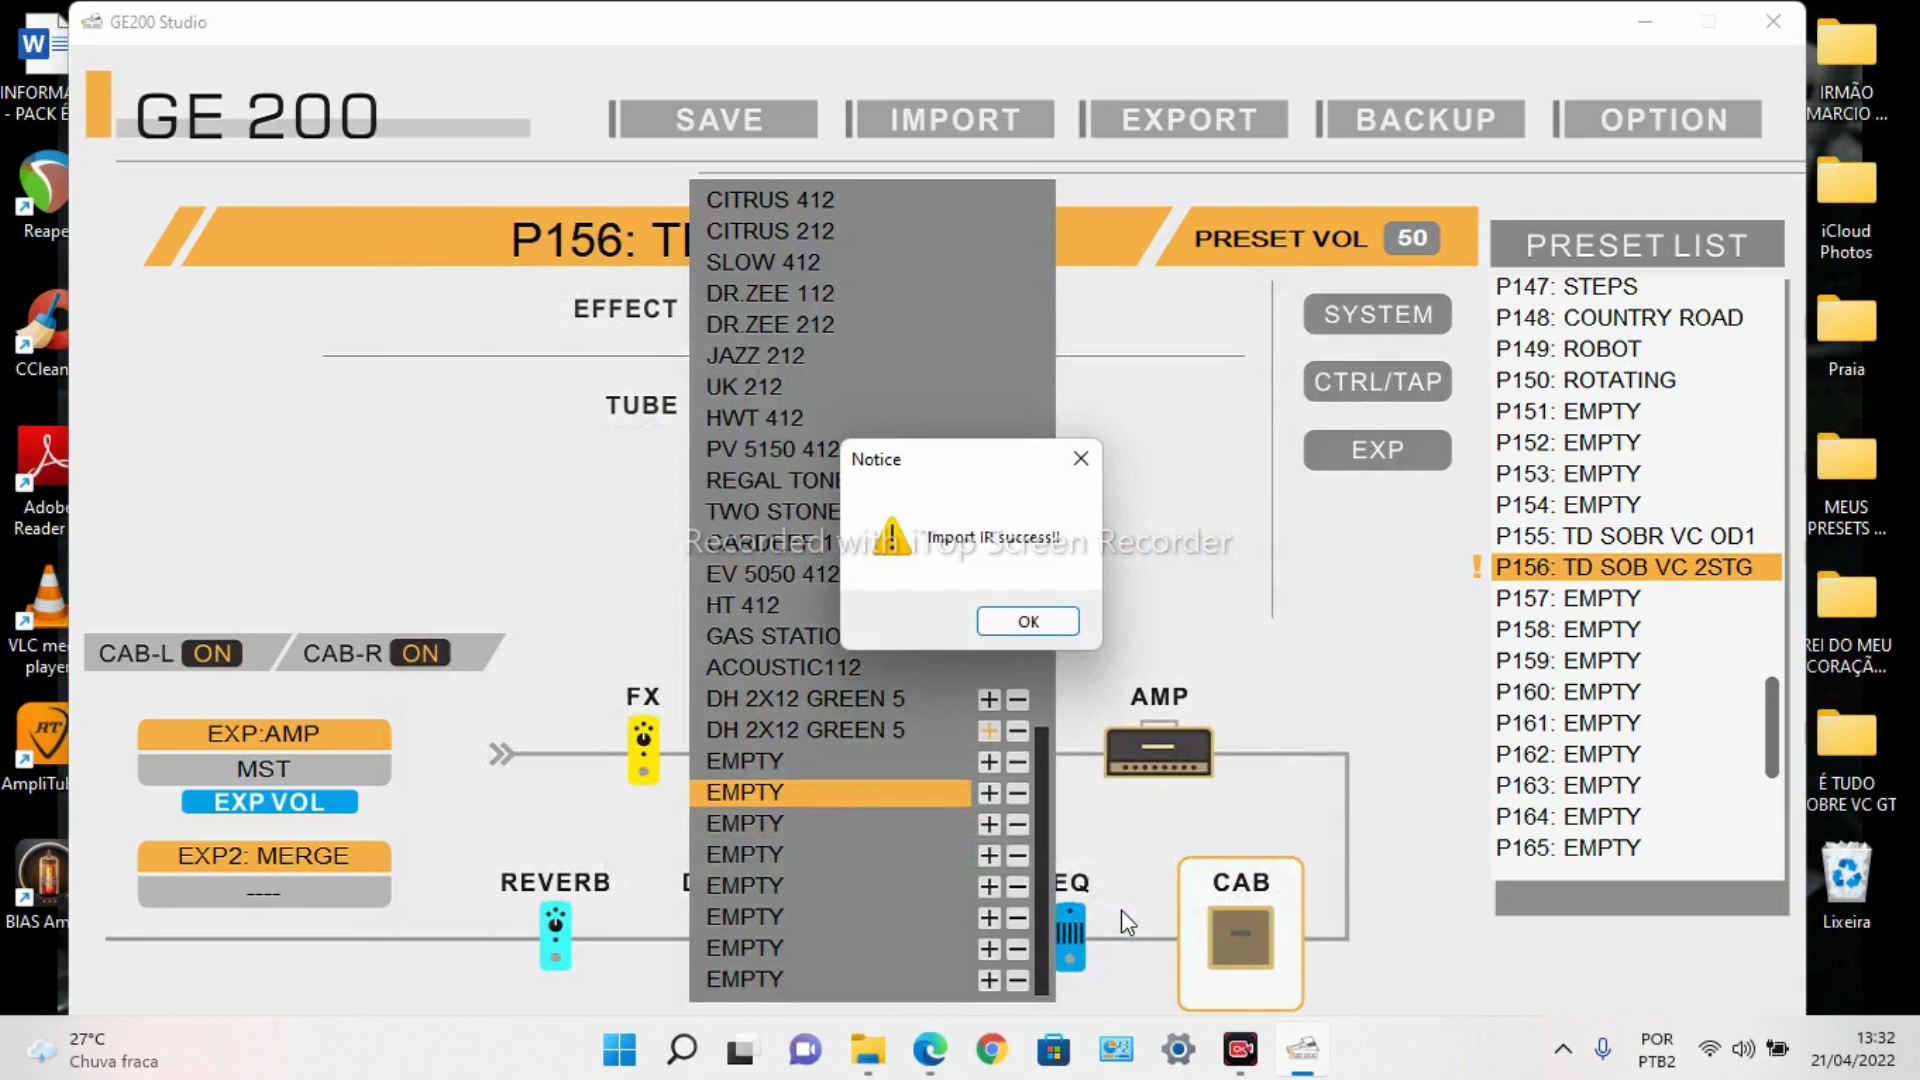 GE200 Studio
INFORMA
- PACK É
Reape
CClean
Adobe
Reader
VLC me
player
AmpliTub
BIAS Am
GE 200
SAVE
IMPORT
EXPORT
BACKUP
OPTION
P156: TD
PRESET VOL 50
EFFECT
TUBE
CITRUS 412
CITRUS 212
SLOW 412
DR.ZEE 112
DR.ZEE 212
JAZZ 212
UK 212
HWT 412
PV 5150 412
REGAL TONE
TWO STONE
EV 5050 412
HT 412
GAS STATIO
ACOUSTIC112
DH 2X12 GREEN 5
DH 2X12 GREEN 5
EMPTY
EMPTY
EMPTY
EMPTY
EMPTY
EMPTY
EMPTY
EMPTY
Notice
Import IR success!!
OK
Recorded with iTop Screen Recorder
SYSTEM
CTRL/TAP
EXP
PRESET LIST
P147: STEPS
P148: COUNTRY ROAD
P149: ROBOT
P150: ROTATING
P151: EMPTY
P152: EMPTY
P153: EMPTY
P154: EMPTY
P155: TD SOBR VC OD1
! P156: TD SOB VC 2STG
P157: EMPTY
P158: EMPTY
P159: EMPTY
P160: EMPTY
P161: EMPTY
P162: EMPTY
P163: EMPTY
P164: EMPTY
P165: EMPTY
CAB-L ON
CAB-R ON
EXP:AMP
MST
EXP VOL
EXP2: MERGE
----
FX
AMP
REVERB
EQ
CAB
IRMÃO
MARCIO ...
iCloud
Photos
Praia
MEUS
PRESETS ...
REI DO MEU
CORAÇÃ...
É TUDO
OBRE VC GT
Lixeira
27°C
Chuva fraca
POR
PTB2
13:32
21/04/2022